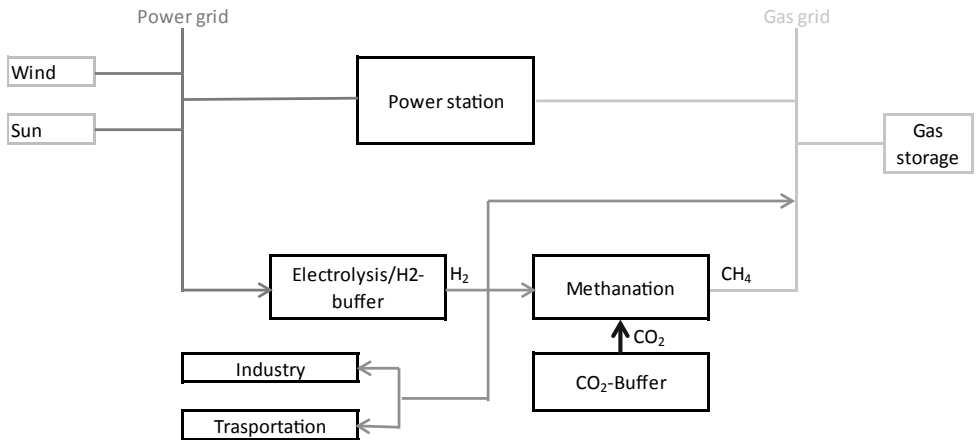 Power grid
Gas grid
Wind
Power station
Sun
Gas
storage
Electrolysis/H2-
buffer
H₂
Methanation
CH₄
CO₂
Industry
CO₂-Buffer
Trasportation